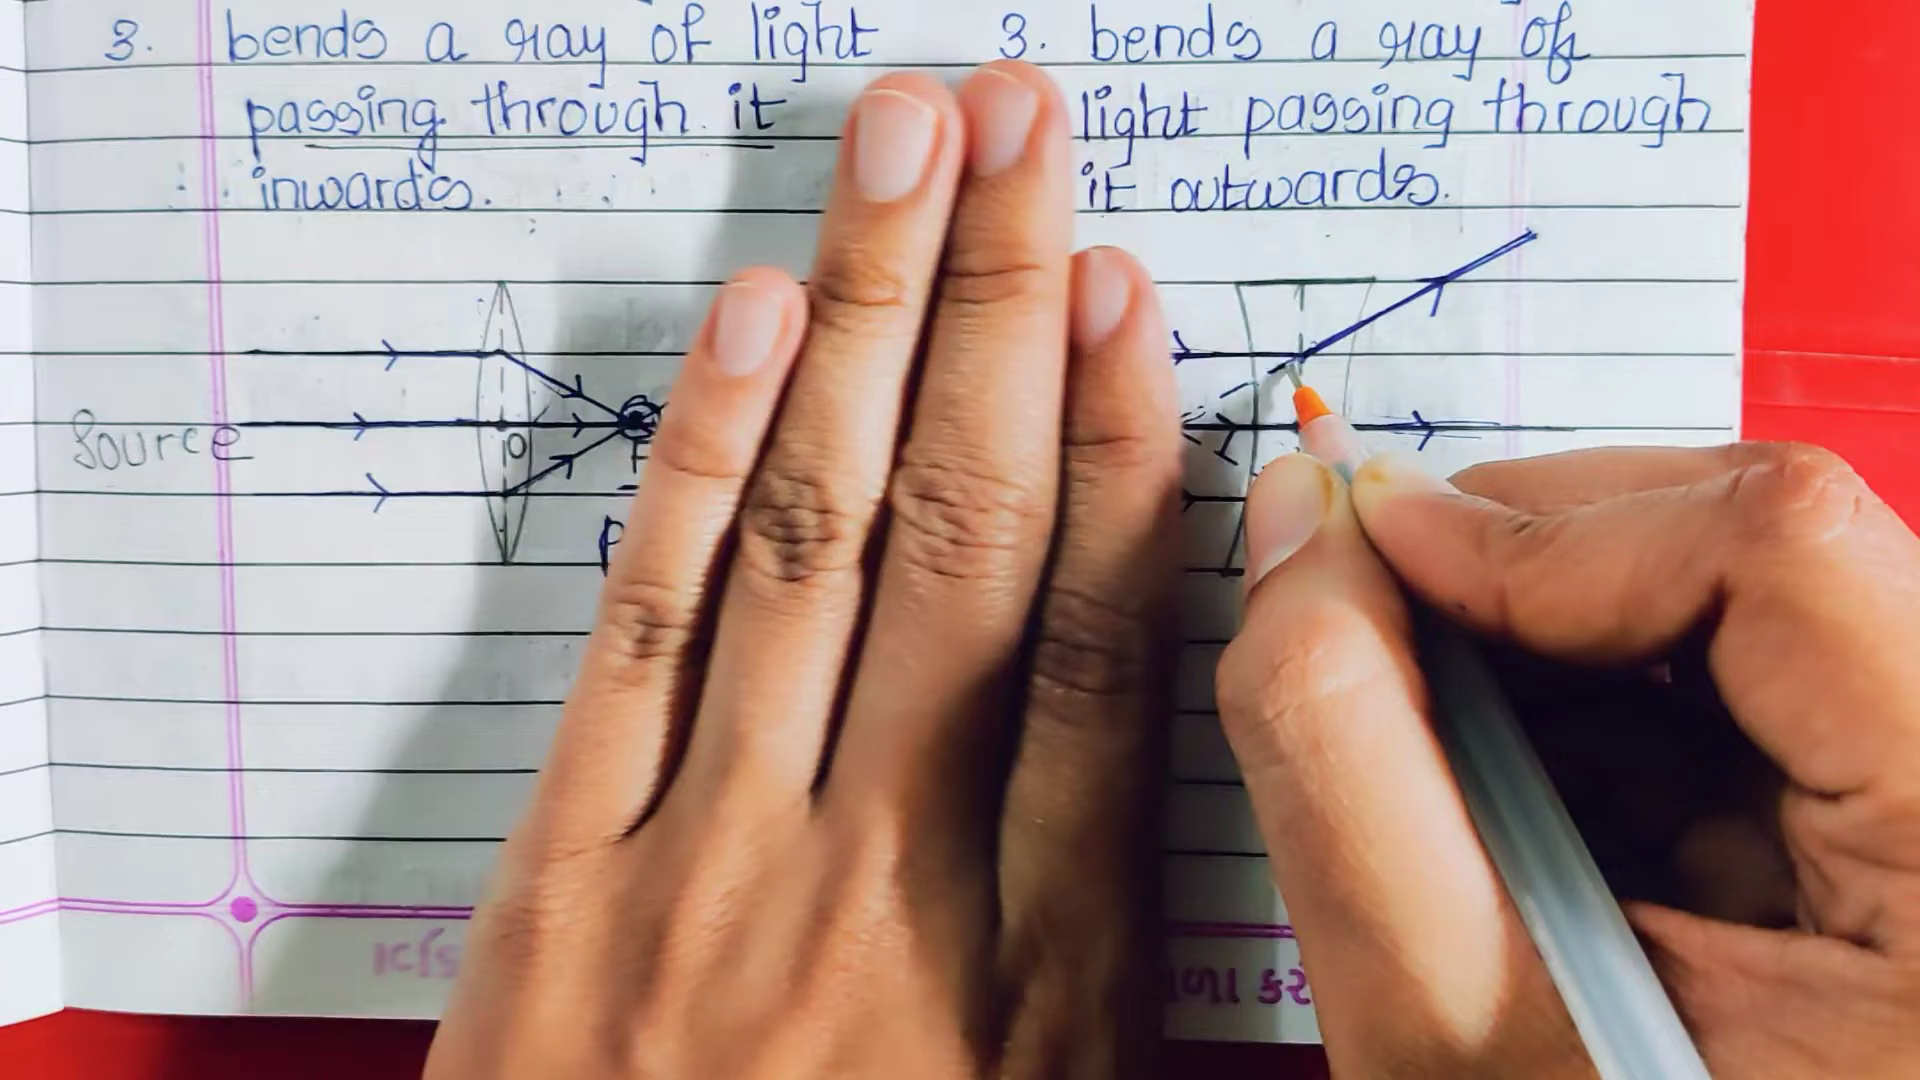 3. bends a ray of light
passing through it
inwards.
3. bends a ray of
light passing through
it outwards.
Source
O
F
P